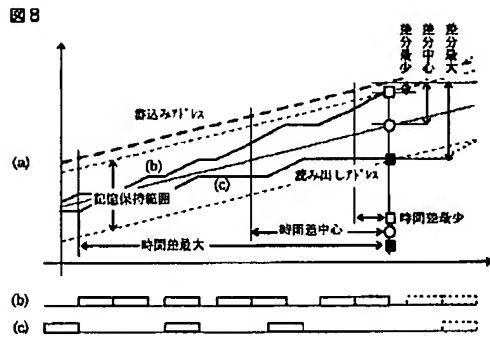 図8
差分最少
差分中心
差分最大
書込みアドレス
(a)
(b)
(c)
読み出しアドレス
記憶保持範囲
時間差最少
時間差中心
時間差最大
(b)
(c)